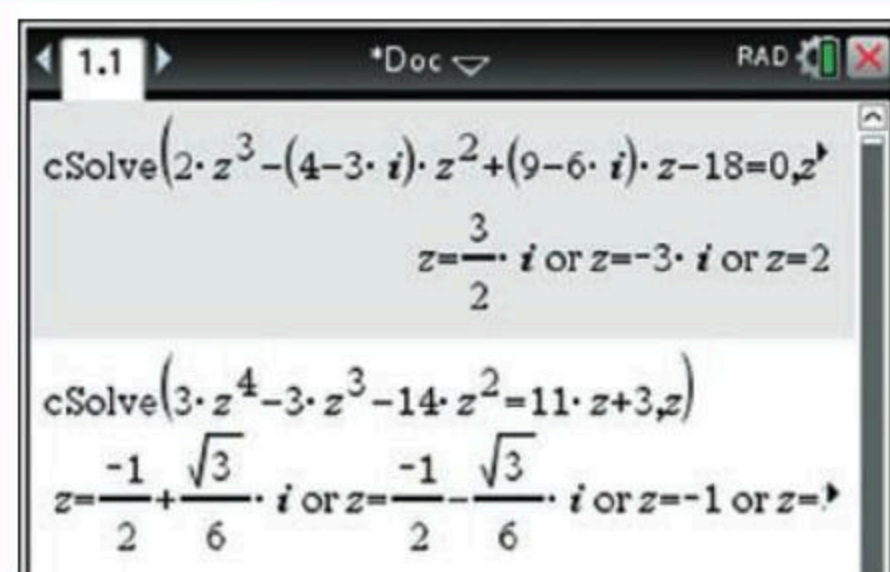 1.1 *Doc RAD
cSolve(2·z^3-(4-3·i)·z^2+(9-6·i)·z-18=0,z
z=3/2·i or z=-3·i or z=2
cSolve(3·z^4-3·z^3-14·z^2=11·z+3,z)
z=-1/2+√3/6·i or z=-1/2-√3/6·i or z=-1 or z=